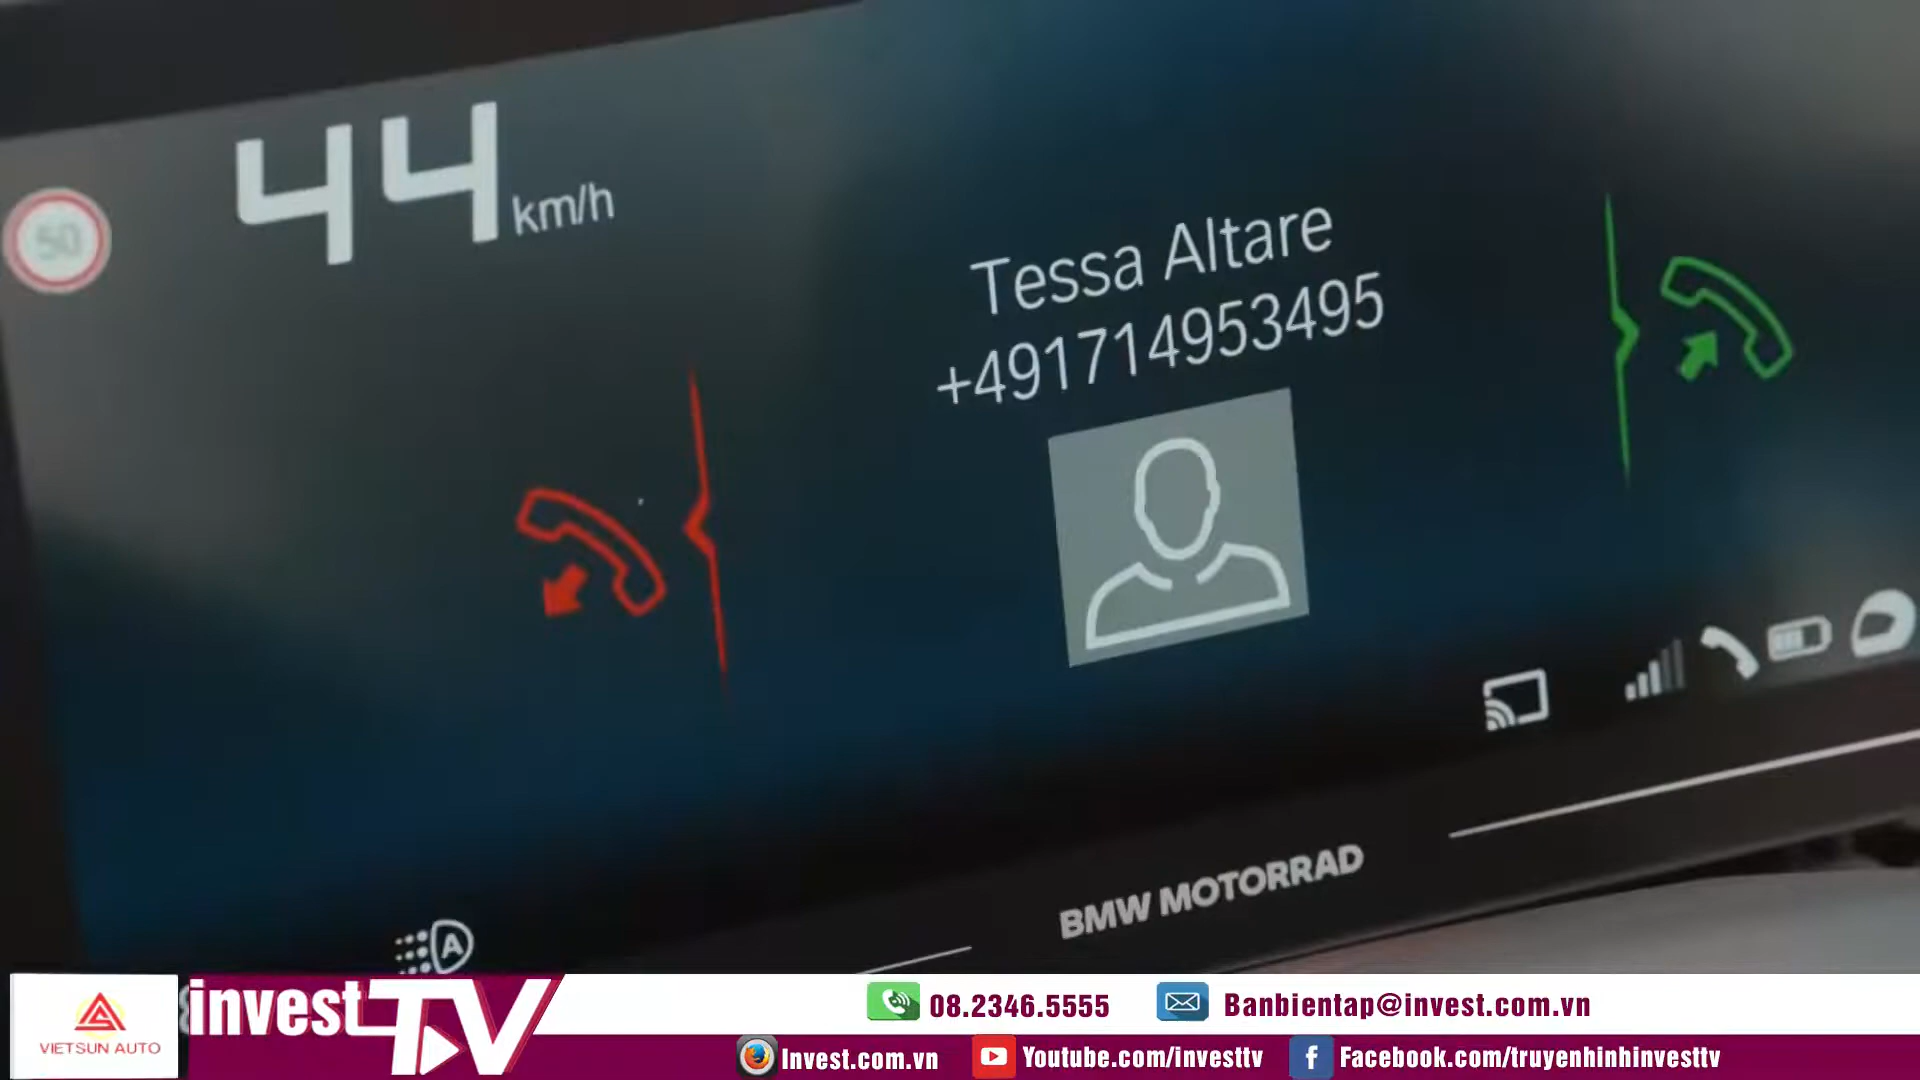 44 km/h
50
Tessa Altare
+491714953495
A
BMW MOTORRAD
VIETSUN AUTO
investTV
08.2346.5555
Banbientap@invest.com.vn
Invest.com.vn
Youtube.com/investtv
Facebook.com/truyenhinhinvesttv